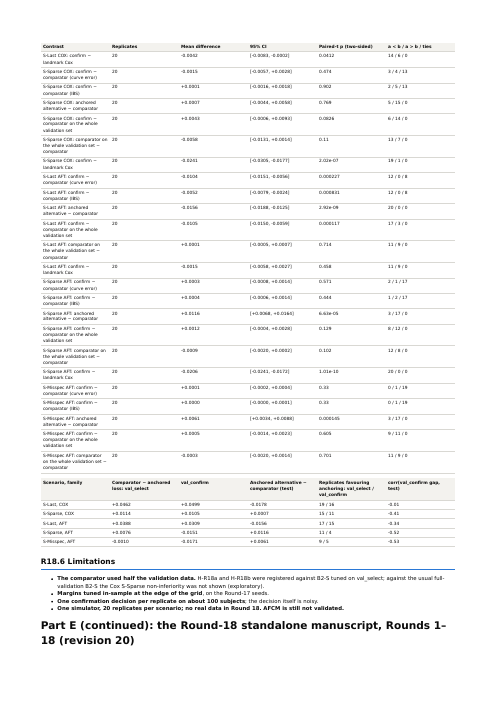 Contrast Replicates Mean difference 95% CI Paired-t p (two-sided) a < b / a > b / ties
S-Last COX: confirm − landmark Cox 20 -0.0042 [-0.0083, -0.0002] 0.0412 14 / 6 / 0
S-Sparse COX: confirm − comparator (curve error) 20 -0.0015 [-0.0057, +0.0028] 0.474 3 / 4 / 13
S-Sparse COX: confirm − comparator (IBS) 20 +0.0001 [-0.0016, +0.0018] 0.902 2 / 5 / 13
S-Sparse COX: anchored alternative − comparator 20 +0.0007 [-0.0044, +0.0058] 0.769 5 / 15 / 0
S-Sparse COX: confirm − comparator on the whole validation set 20 +0.0043 [-0.0006, +0.0093] 0.0826 6 / 14 / 0
S-Sparse COX: comparator on the whole validation set − comparator 20 -0.0058 [-0.0131, +0.0014] 0.11 13 / 7 / 0
S-Sparse COX: confirm − landmark Cox 20 -0.0241 [-0.0305, -0.0177] 2.02e-07 19 / 1 / 0
S-Last AFT: confirm − comparator (curve error) 20 -0.0104 [-0.0151, -0.0056] 0.000227 12 / 0 / 8
S-Last AFT: confirm − comparator (IBS) 20 -0.0052 [-0.0079, -0.0024] 0.000831 12 / 0 / 8
S-Last AFT: anchored alternative − comparator 20 -0.0156 [-0.0188, -0.0125] 2.92e-09 20 / 0 / 0
S-Last AFT: confirm − comparator on the whole validation set 20 -0.0105 [-0.0150, -0.0059] 0.000117 17 / 3 / 0
S-Last AFT: comparator on the whole validation set − comparator 20 +0.0001 [-0.0005, +0.0007] 0.714 11 / 9 / 0
S-Last AFT: confirm − landmark Cox 20 -0.0015 [-0.0058, +0.0027] 0.458 11 / 9 / 0
S-Sparse AFT: confirm − comparator (curve error) 20 +0.0003 [-0.0008, +0.0014] 0.571 2 / 1 / 17
S-Sparse AFT: confirm − comparator (IBS) 20 +0.0004 [-0.0006, +0.0014] 0.444 1 / 2 / 17
S-Sparse AFT: anchored alternative − comparator 20 +0.0116 [+0.0068, +0.0164] 6.63e-05 3 / 17 / 0
S-Sparse AFT: confirm − comparator on the whole validation set 20 +0.0012 [-0.0004, +0.0028] 0.129 8 / 12 / 0
S-Sparse AFT: comparator on the whole validation set − comparator 20 -0.0009 [-0.0020, +0.0002] 0.102 12 / 8 / 0
S-Sparse AFT: confirm − landmark Cox 20 -0.0206 [-0.0241, -0.0172] 1.01e-10 20 / 0 / 0
S-Misspec AFT: confirm − comparator (curve error) 20 +0.0001 [-0.0002, +0.0004] 0.33 0 / 1 / 19
S-Misspec AFT: confirm − comparator (IBS) 20 +0.0000 [-0.0000, +0.0001] 0.33 0 / 1 / 19
S-Misspec AFT: anchored alternative − comparator 20 +0.0061 [+0.0034, +0.0088] 0.000145 3 / 17 / 0
S-Misspec AFT: confirm − comparator on the whole validation set 20 +0.0005 [-0.0014, +0.0023] 0.605 9 / 11 / 0
S-Misspec AFT: comparator on the whole validation set − comparator 20 -0.0003 [-0.0020, +0.0014] 0.701 11 / 9 / 0
Scenario, family Comparator − anchored loss: val_select val_confirm Anchored alternative − comparator (test) Replicates favouring anchoring: val_select / val_confirm corr(val_confirm gap, test)
S-Last, COX +0.0462 +0.0499 -0.0178 19 / 16 -0.01
S-Sparse, COX +0.0114 +0.0105 +0.0007 15 / 11 -0.41
S-Last, AFT +0.0388 +0.0309 -0.0156 17 / 15 -0.34
S-Sparse, AFT +0.0076 -0.0151 +0.0116 11 / 4 -0.52
S-Misspec, AFT -0.0010 -0.0171 +0.0061 9 / 5 -0.53
R18.6 Limitations
• The comparator used half the validation data. H-R18a and H-R18b were registered against B2-S tuned on val_select; against the usual full-
validation B2-S the Cox S-Sparse non-inferiority was not shown (exploratory).
• Margins tuned in-sample at the edge of the grid, on the Round-17 seeds.
• One confirmation decision per replicate on about 100 subjects; the decision itself is noisy.
• One simulator, 20 replicates per scenario; no real data in Round 18. AFCM is still not validated.
Part E (continued): the Round-18 standalone manuscript, Rounds 1–
18 (revision 20)